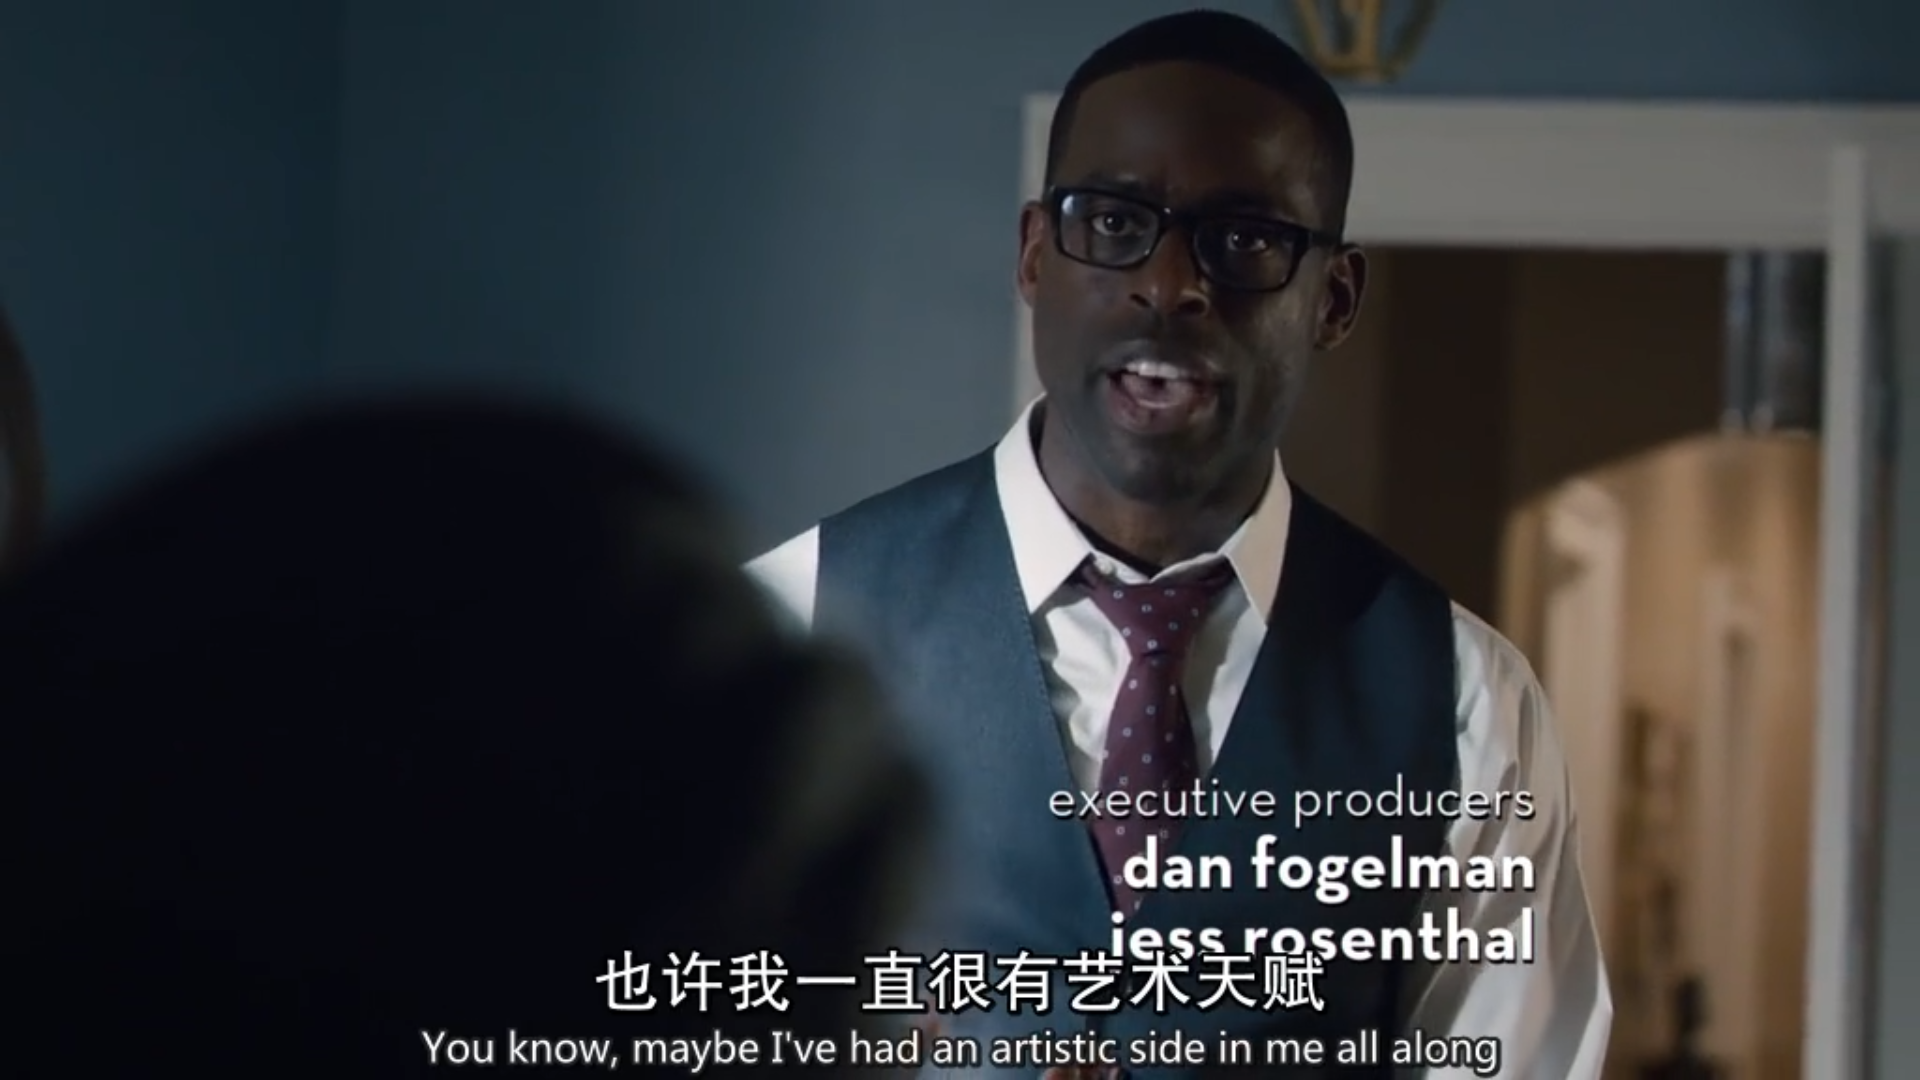 executive producers
dan fogelman
jess rosenthal
也许我一直很有艺术天赋
You know, maybe I've had an artistic side in me all along